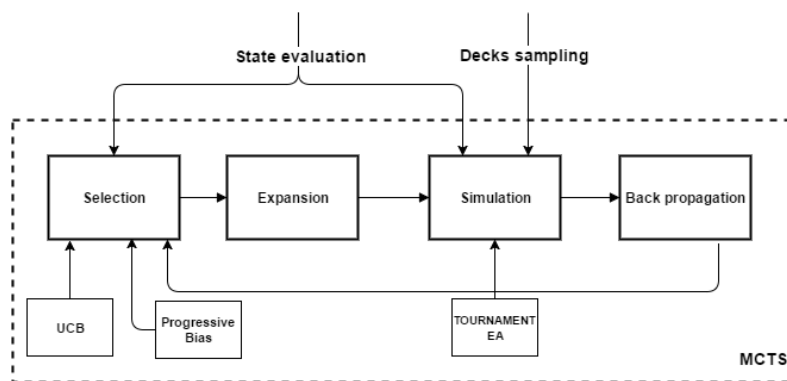 State evaluation
Decks sampling
Selection
Expansion
Simulation
Back propagation
UCB
Progressive
Bias
TOURNAMENT
EA
MCTS